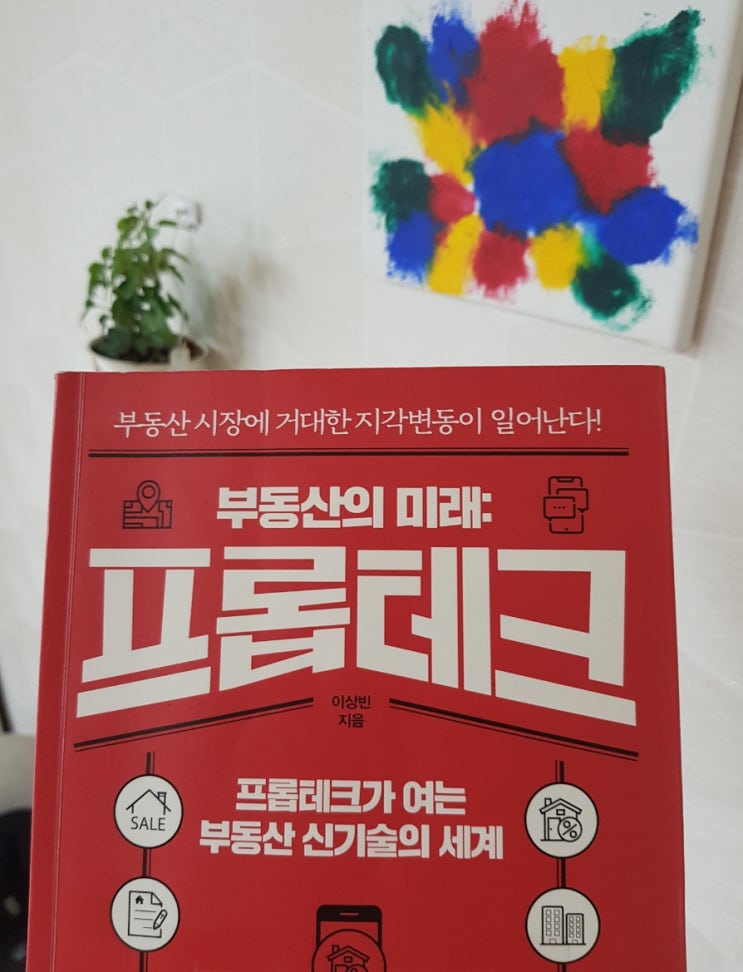 부동산 시장에 거대한 지각변동이 일어난다!
부동산의 미래:
프롭테크
이상빈
지음
프롭테크가 여는
부동산 신기술의 세계
SALE